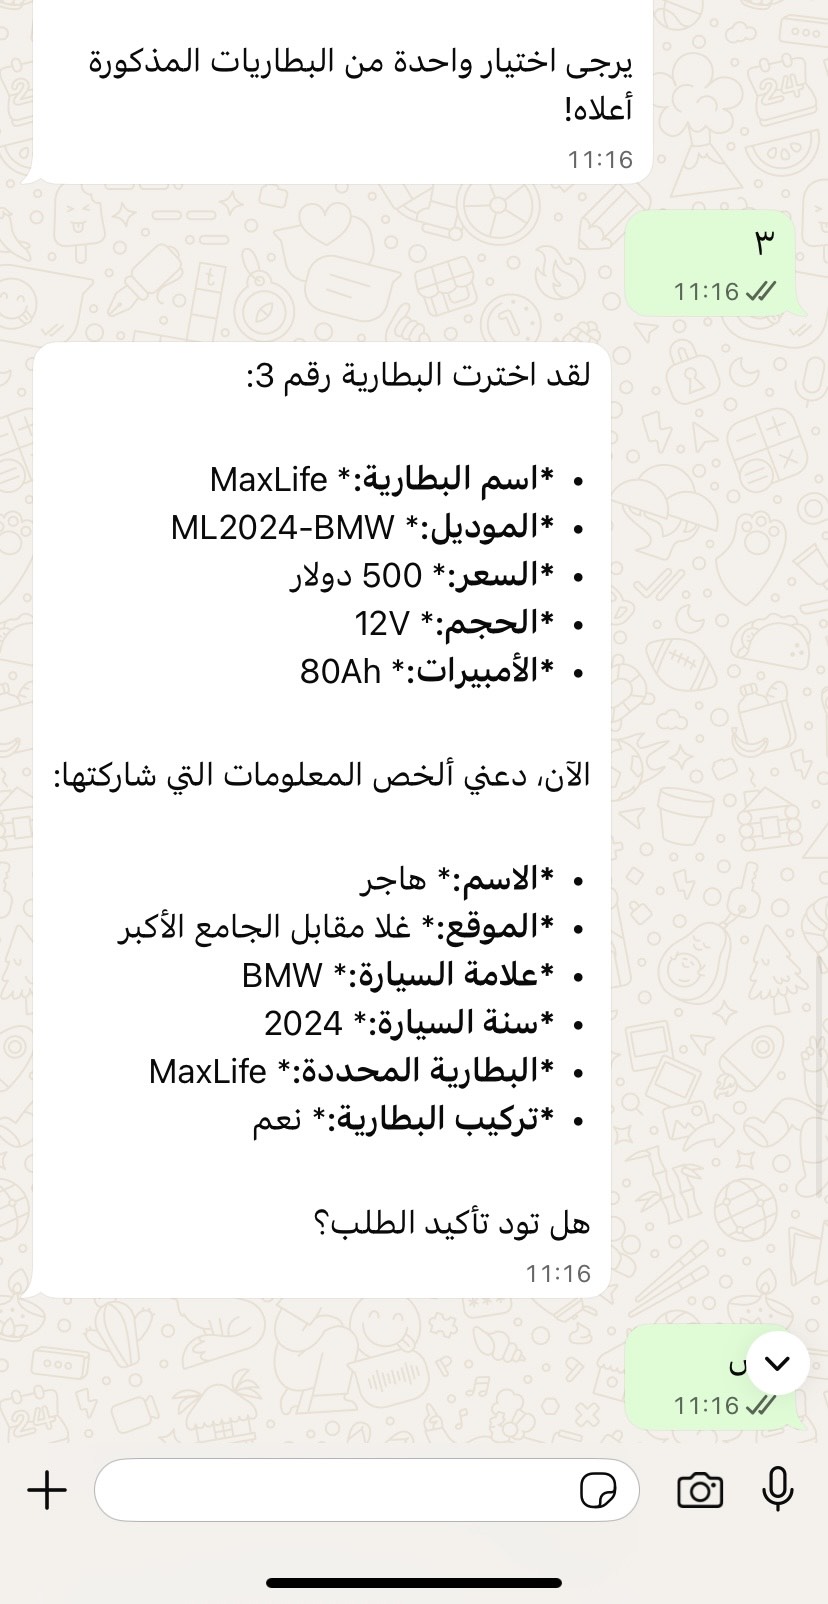 يرجى اختيار واحدة من البطاريات المذكورة
أعلاه!
11:16
٣
11:16
لقد اخترت البطارية رقم 3:
• *اسم البطارية:* MaxLife
• *الموديل:* ML2024-BMW
• *السعر:* 500 دولار
• *الحجم:* 12V
• *الأمبيرات:* 80Ah
الآن، دعني ألخص المعلومات التي شاركتها:
• *الاسم:* هاجر
• *الموقع:* غلا مقابل الجامع الأكبر
• *علامة السيارة:* BMW
• *سنة السيارة:* 2024
• *البطارية المحددة:* MaxLife
• *تركيب البطارية:* نعم
هل تود تأكيد الطلب؟
11:16
11:16